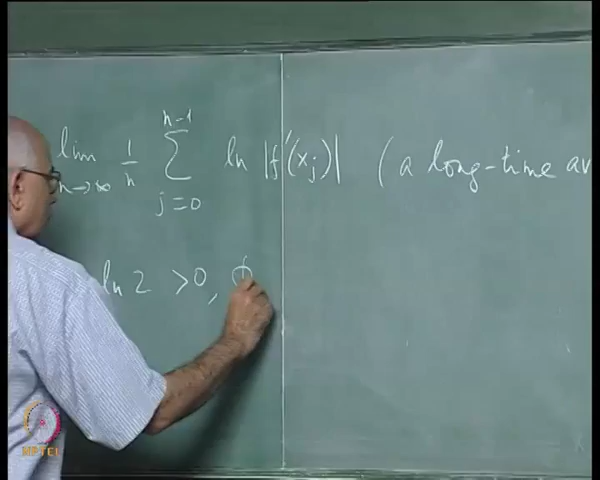 lim n→∞ 1/n Σ_{j=0}^{n-1} ln |f'(x_j)| (a long-time av
ln 2 >0,
NPTEL